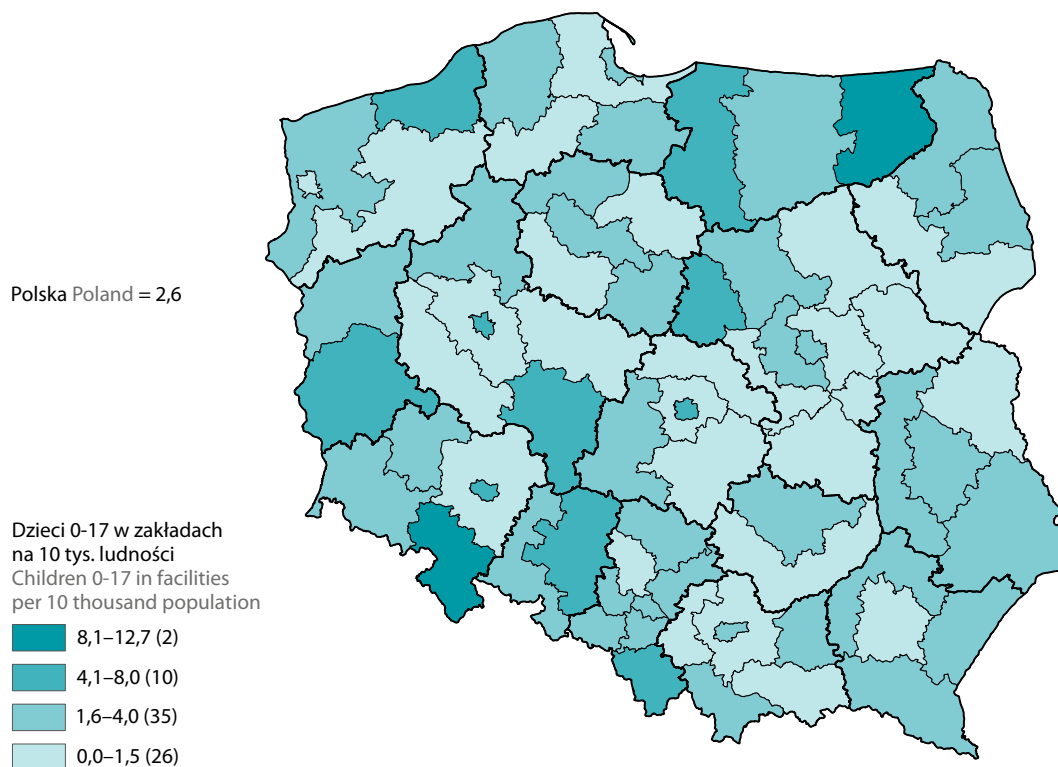 Polska Poland = 2,6
Dzieci 0-17 w zakładach
na 10 tys. ludności
Children 0-17 in facilities
per 10 thousand population
8,1–12,7 (2)
4,1–8,0 (10)
1,6–4,0 (35)
0,0–1,5 (26)